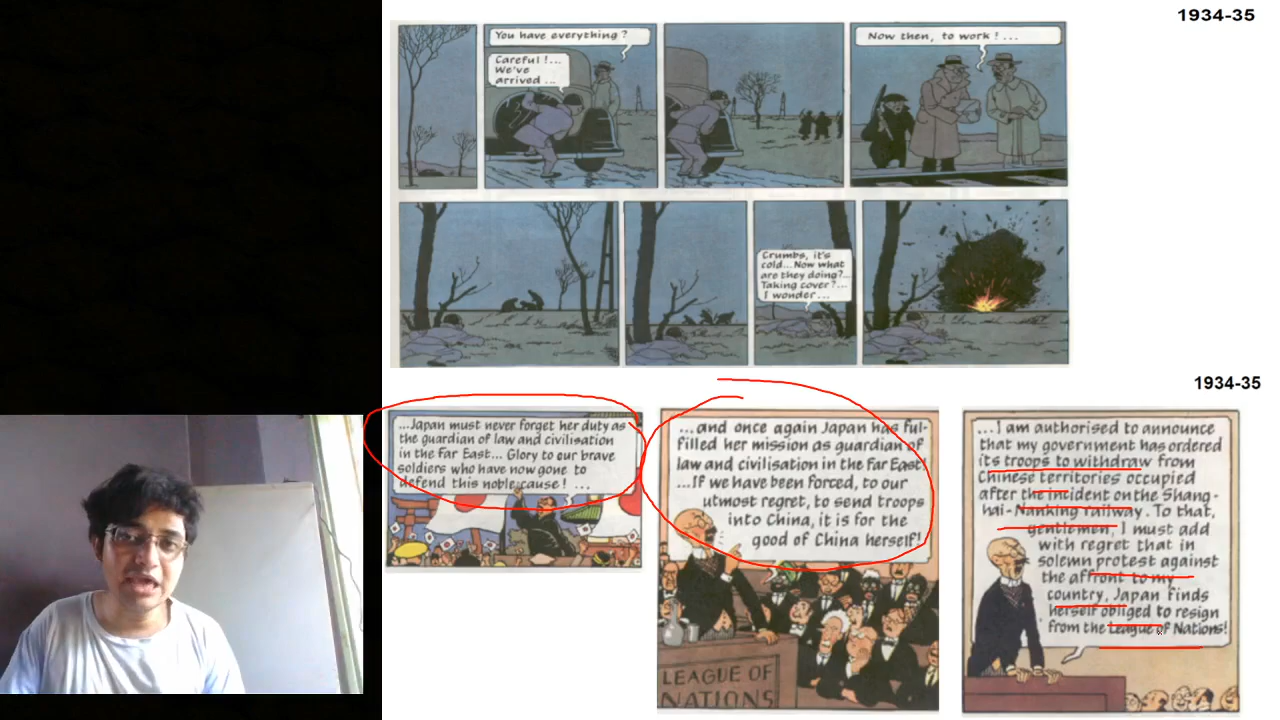 1934-35
You have everything ?
Careful !...
We've
arrived ...
Now then, to work ! ...
Crumbs, it's
cold...Now what
are they doing?...
Taking cover?...
I wonder...
1934-35
...Japan must never forget her duty as
the guardian of law and civilisation
in the Far East... Glory to our brave
soldiers who have now gone to
defend this noble cause ! ...
...and once again Japan has ful-
filled her mission as guardian of
law and civilisation in the Far East!
...If we have been forced, to our
utmost regret, to send troops
into China, it is for the
good of China herself!
LEAGUE OF
NATIONS
...I am authorised to announce
that my government has ordered
its troops to withdraw from
Chinese territories occupied
after the incident on the Shang-
hai-Nanking railway. To that,
gentlemen, I must add
with regret that in
solemn protest against
the affront to my
country, Japan finds
herself obliged to resign
from the League of Nations!